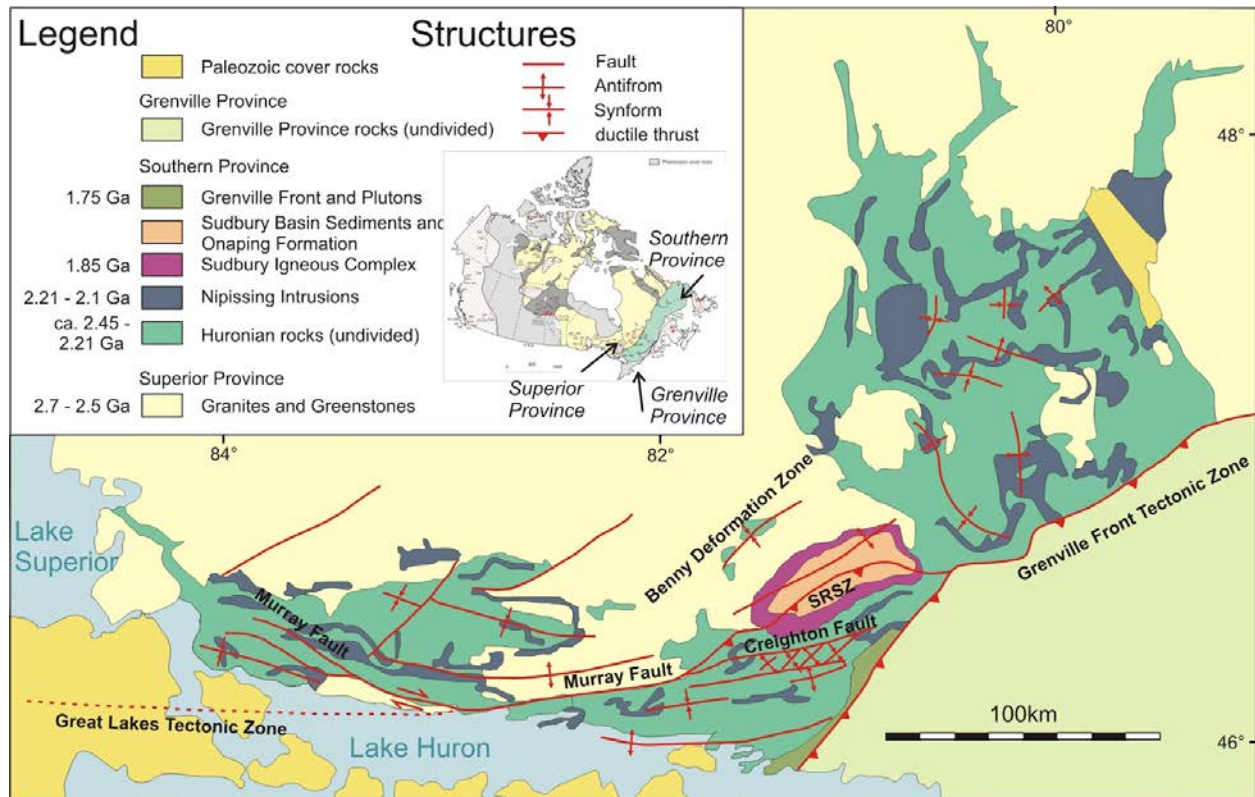 Legend
Structures
Paleozoic cover rocks
Grenville Province
Grenville Province rocks (undivided)
Southern Province
1.75 Ga
Grenville Front and Plutons
Sudbury Basin Sediments and
Onaping Formation
1.85 Ga
Sudbury Igneous Complex
2.21 - 2.1 Ga
Nipissing Intrusions
ca. 2.45 -
2.21 Ga
Huronian rocks (undivided)
Superior Province
2.7 - 2.5 Ga
Granites and Greenstones
Fault
Antifrom
Synform
ductile thrust
Phanerozoic cover rocks
Southern
Province
Superior
Province
Grenville
Province
80°
48°
84°
82°
Lake
Superior
Benny Deformation Zone
Grenville Front Tectonic Zone
SRSZ
Murray Fault
Creighton Fault
Murray Fault
Great Lakes Tectonic Zone
Lake Huron
100km
46°